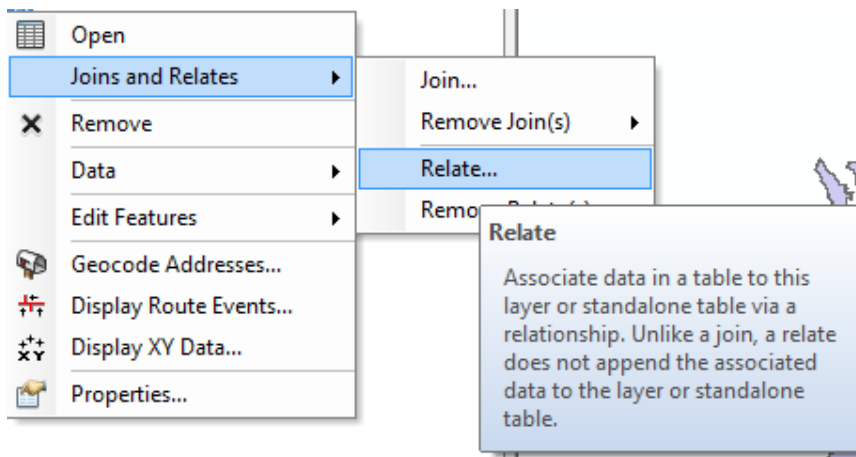 Open
Joins and Relates
Remove
Data
Edit Features
Geocode Addresses...
Display Route Events...
Display XY Data...
Properties...
Join...
Remove Join(s)
Relate...
Relate
Associate data in a table to this
layer or standalone table via a
relationship. Unlike a join, a relate
does not append the associated
data to the layer or standalone
table.